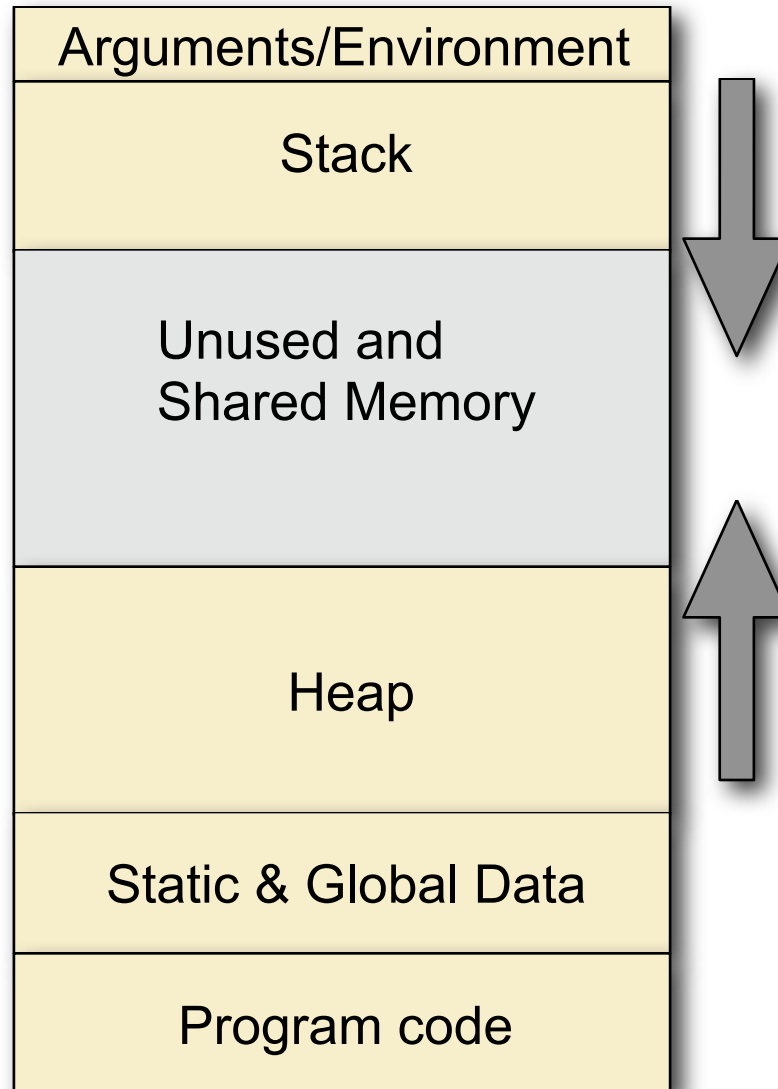 Arguments/Environment
Stack
Unused and
Shared Memory
Heap
Static & Global Data
Program code